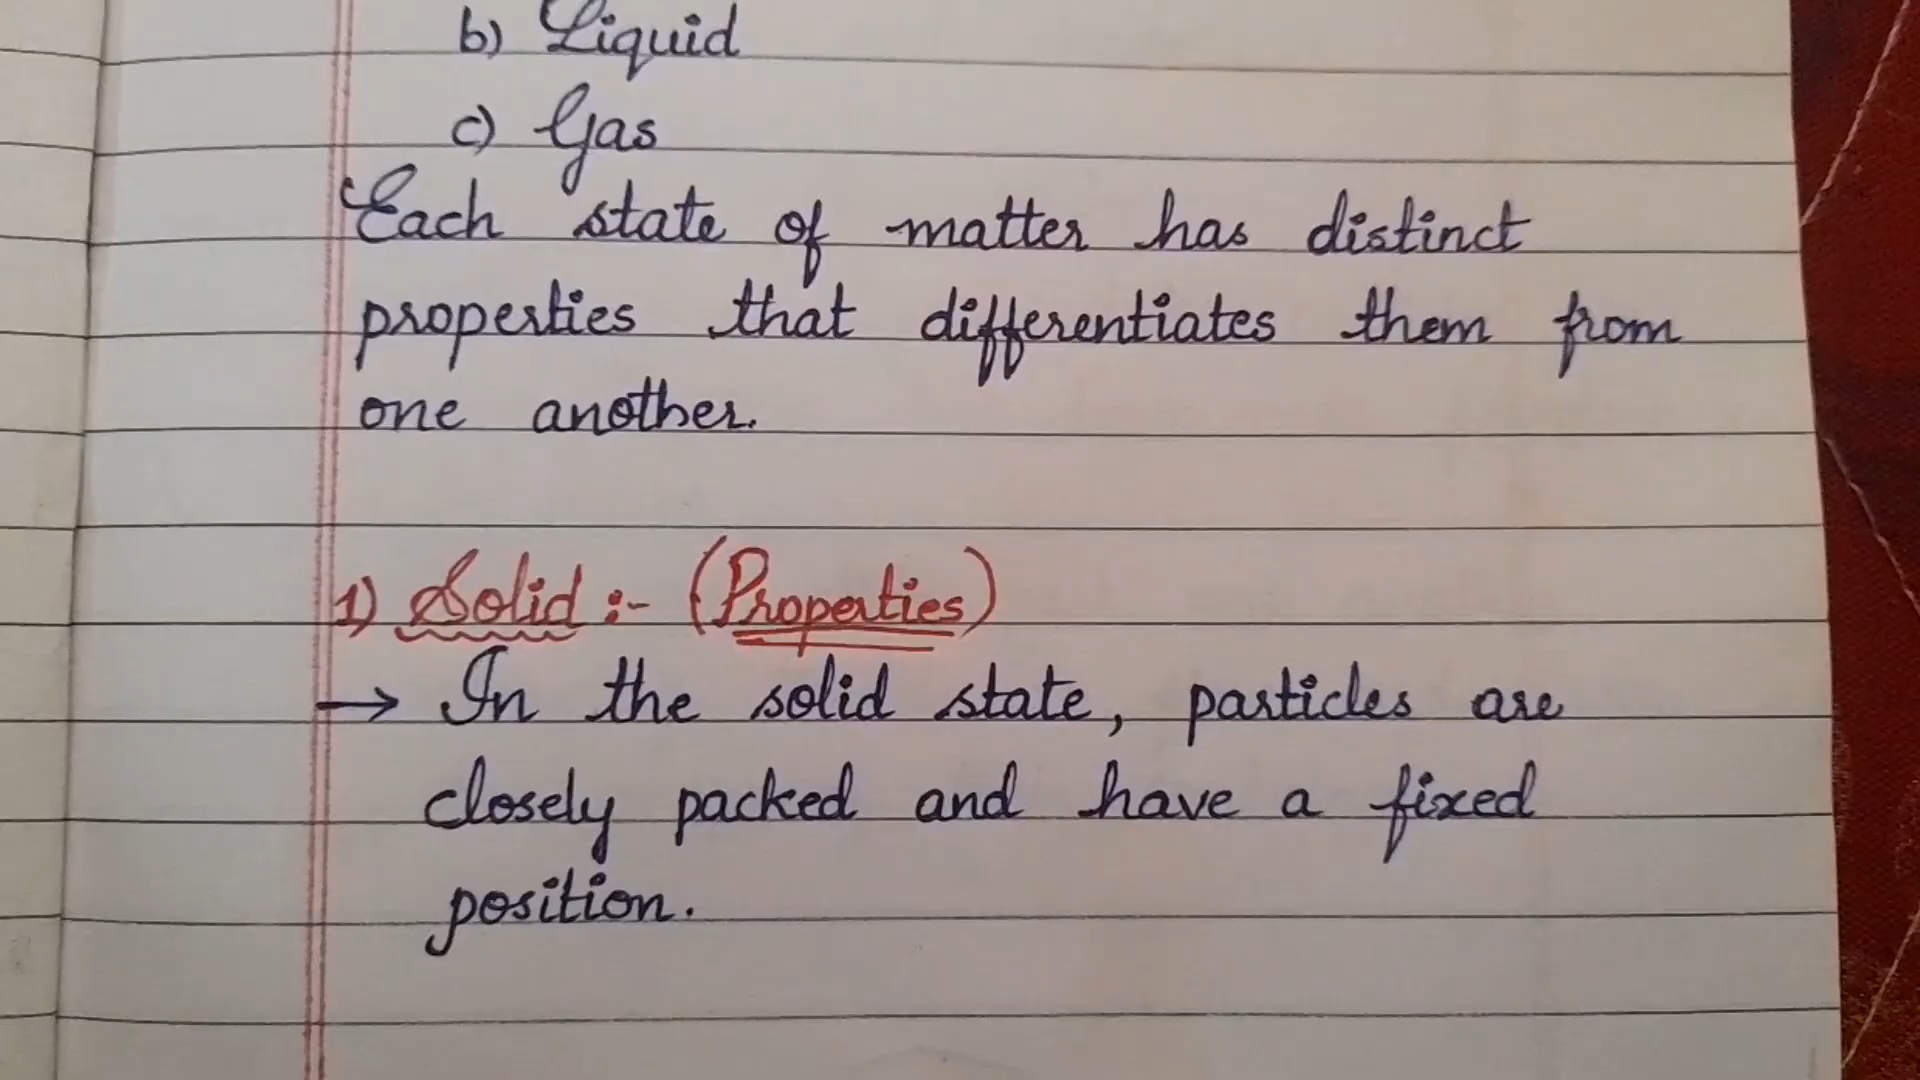 b) Liquid
c) Gas
Each state of matter has distinct
properties that differentiates them from
one another.
1) Solid :- (Properties)
→ In the solid state, particles are
closely packed and have a fixed
position.